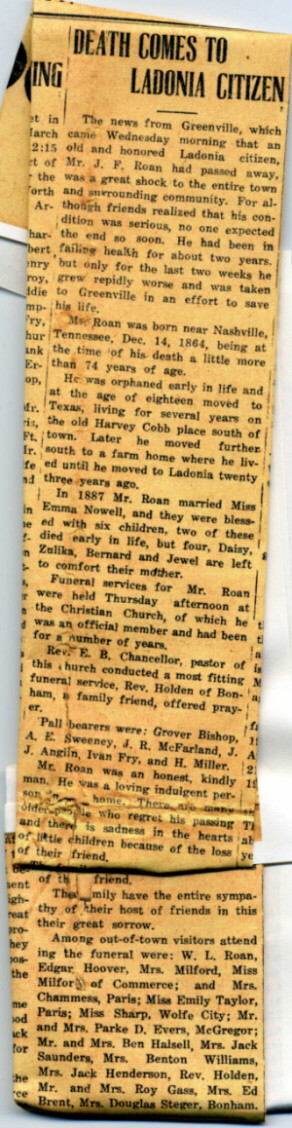 DEATH COMES TO
LADONIA CITIZEN
The news from Greenville, which
came Wednesday morning that an
old and honored Ladonia citizen,
Mr. J. F. Roan had passed away,
was a great shock to the entire town
and surrounding community. For al-
though friends realized that his con-
dition was serious, no one expected
the end so soon. He had been in
failing health for about two years.
but only for the last two weeks he
grew repidly worse and was taken
to Greenville in an effort to save
his life.
Mr. Roan was born near Nashville,
Tennessee, Dec. 14, 1864, being at
the time of his death a little more
than 74 years of age.
He was orphaned early in life and
at the age of eighteen moved to
Texas, living for several years on
the old Harvey Cobb place south of
town. Later he moved further
south to a farm home where he liv-
ed until he moved to Ladonia twenty
three years ago.
In 1887 Mr. Roan married Miss
Emma Nowell, and they were bless-
ed with six children, two of these
died early in life, but four, Daisy,
Zulika, Bernard and Jewel are left
to comfort their mother.
Funeral services for Mr. Roan
were held Thursday afternoon at
the Christian Church, of which he
was an official member and had been
for a number of years.
Rev. E. B. Chancellor, pastor of
this church conducted a most fitting
funeral service, Rev. Holden of Bon-
ham, a family friend, offered pray-
er.
Pall bearers were: Grover Bishop,
A. E. Sweeney, J. R. McFarland, J.
J. Anglin, Ivan Fry, and H. Miller.
Mr. Roan was an honest, kindly
man. He was a loving indulgent per-
son home. There are many
older who regret his passing
and there is sadness in the hearts
of little children because of the loss
of their friend.
of th friend.
The mily have the entire sympa-
thy of their host of friends in this
their great sorrow.
Among out-of-town visitors attend
ing the funeral were: W. L. Roan,
Edgar Hoover, Mrs. Milford, Miss
Milford of Commerce; and Mrs.
Chammess, Paris; Miss Emily Taylor,
Paris; Miss Sharp, Wolfe City; Mr.
and Mrs. Parke D. Evers, McGregor;
Mr. and Mrs. Ben Halsell, Mrs. Jack
Saunders, Mrs. Benton Williams,
Mrs. Jack Henderson, Rev. Holden,
Mr. and Mrs. Roy Gass, Mrs. Ed
Brent, Mrs. Douglas Steger, Bonham.